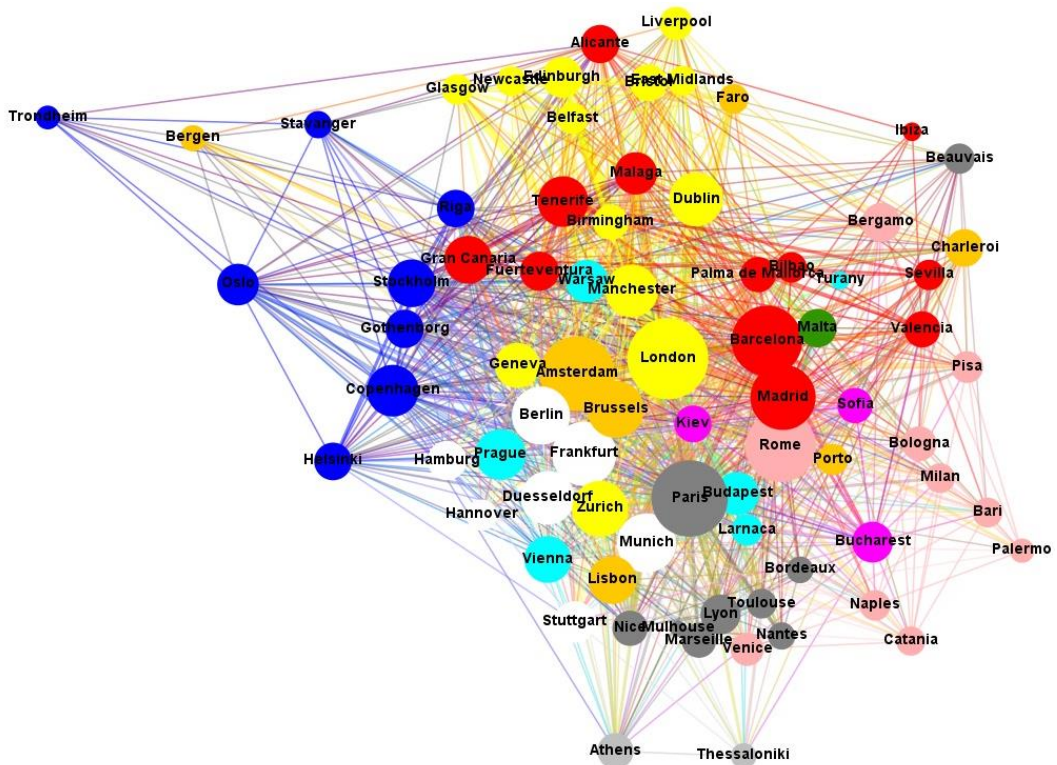 Liverpool
Alicante
Edinburgh
Newcastle
Glasgow
Bristol
East Midlands
Faro
Trondheim
Bergen
Stavanger
Belfast
Ibiza
Beauvais
Malaga
Riga
Tenerife
Dublin
Birmingham
Bergamo
Charleroi
Gran Canaria
Fuerteventura
Warsaw
Palma de Mallorca
Bilbao
Turany
Sevilla
Oslo
Stockholm
Manchester
Gothenborg
Malta
Valencia
Barcelona
London
Geneva
Amsterdam
Pisa
Copenhagen
Madrid
Berlin
Brussels
Kiev
Sofia
Rome
Bologna
Helsinki
Hamburg
Prague
Frankfurt
Porto
Milan
Duesseldorf
Paris
Budapest
Hannover
Zurich
Larnaca
Bari
Munich
Bucharest
Palermo
Vienna
Bordeaux
Lisbon
Toulouse
Naples
Stuttgart
Nice
Mulhouse
Lyon
Marseille
Nantes
Venice
Catania
Athens
Thessaloniki